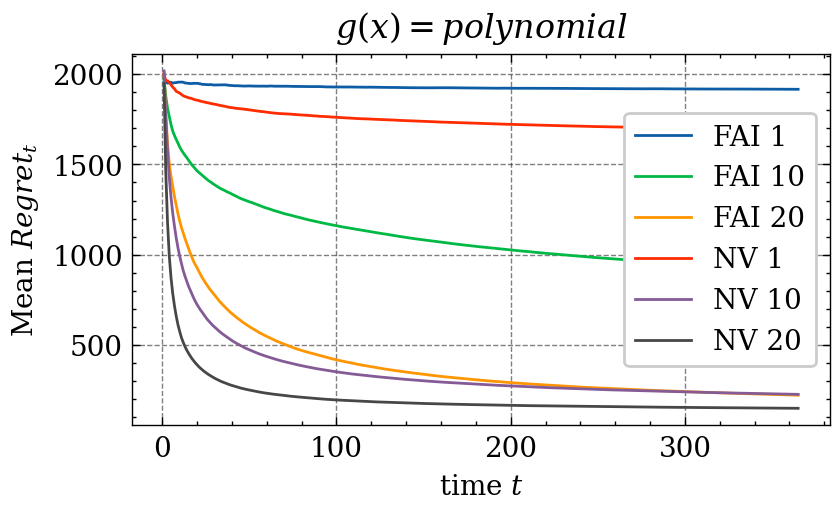 g(x) = polynomial
2000
1500
1000
500
Mean Regret_t
0
100
200
300
time t
FAI 1
FAI 10
FAI 20
NV 1
NV 10
NV 20